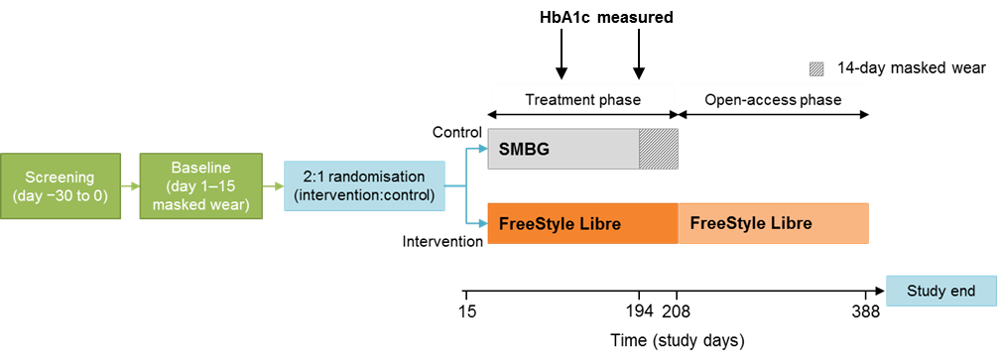 HbA1c measured
14-day masked wear
Treatment phase
Open-access phase
Control
SMBG
Screening
(day −30 to 0)
Baseline
(day 1–15
masked wear)
2:1 randomisation
(intervention:control)
Intervention
FreeStyle Libre
FreeStyle Libre
Study end
15
194
208
388
Time (study days)